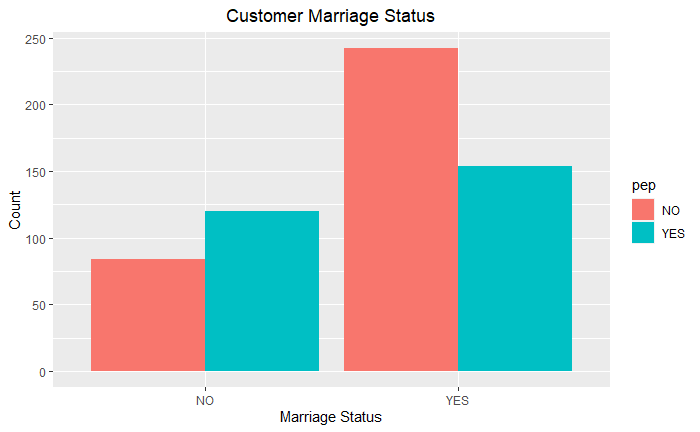 Customer Marriage Status
Count
250
200
150
100
50
0
NO
YES
Marriage Status
pep
NO
YES